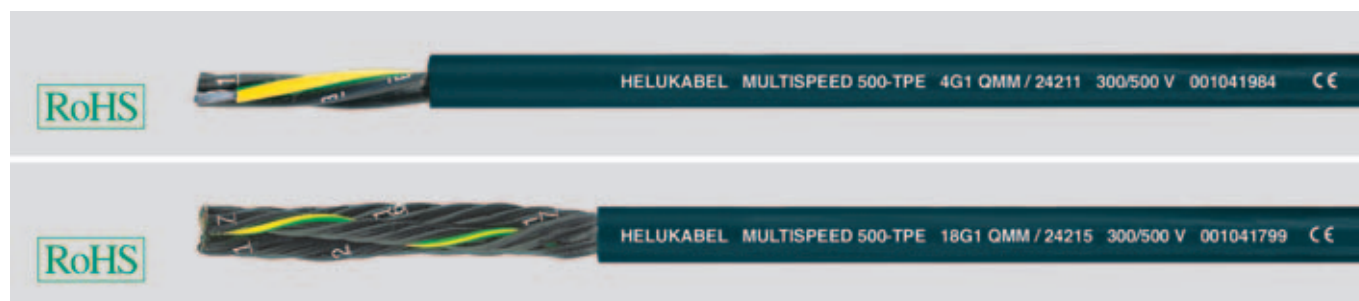 RoHS
HELUKABEL MULTISPEED 500-TPE 4G1 QMM / 24211 300/500 V 001041984 CE
RoHS
HELUKABEL MULTISPEED 500-TPE 18G1 QMM / 24215 300/500 V 001041799 CE